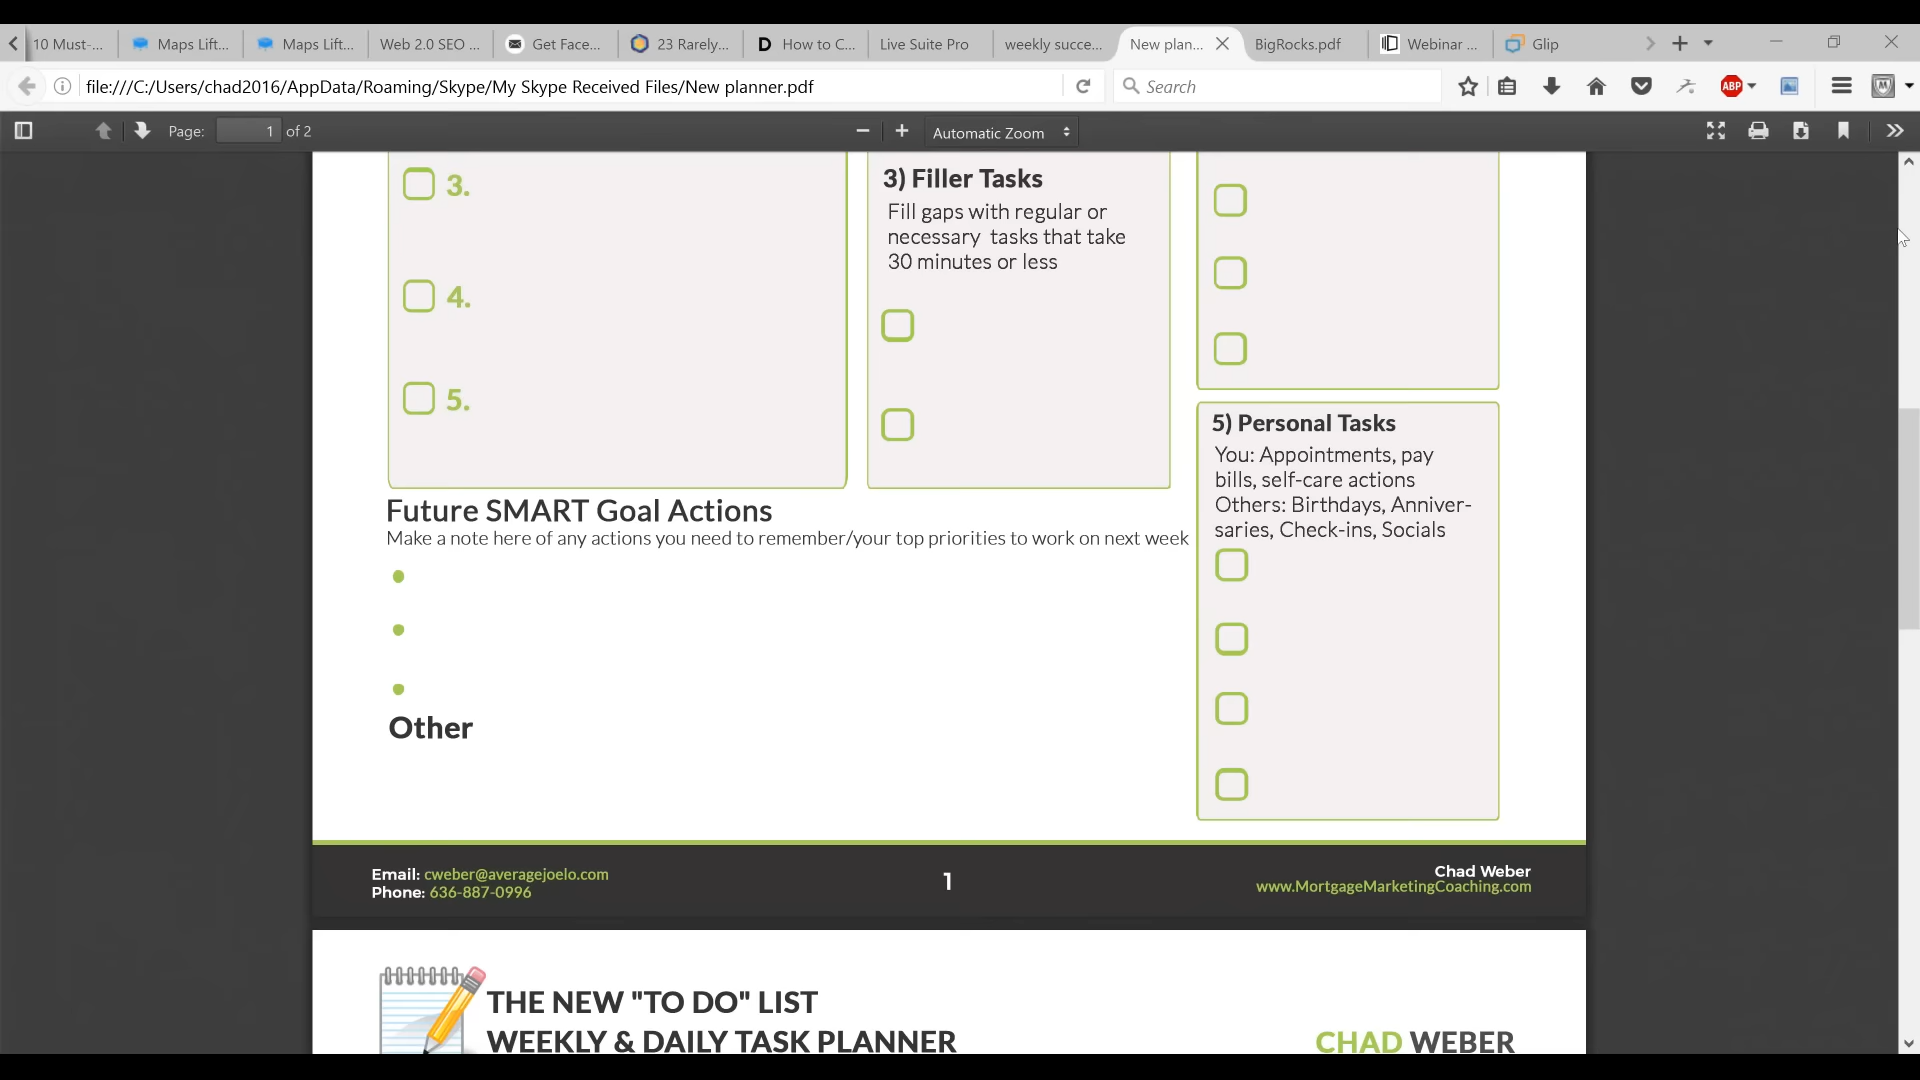 10 Must-...
Maps Lift...
Maps Lift...
Web 2.0 SEO ...
Get Face...
23 Rarely...
How to C...
Live Suite Pro
weekly succe...
New plan...
BigRocks.pdf
Webinar ...
Glip
file:///C:/Users/chad2016/AppData/Roaming/Skype/My Skype Received Files/New planner.pdf
Search
ABP
Page: 1 of 2
Automatic Zoom
3.
4.
5.
3) Filler Tasks
Fill gaps with regular or
necessary tasks that take
30 minutes or less
5) Personal Tasks
You: Appointments, pay
bills, self-care actions
Others: Birthdays, Anniver-
saries, Check-ins, Socials
Future SMART Goal Actions
Make a note here of any actions you need to remember/your top priorities to work on next week
Other
Email: cweber@averagejoelo.com
Phone: 636-887-0996
1
Chad Weber
www.MortgageMarketingCoaching.com
THE NEW "TO DO" LIST
WEEKLY & DAILY TASK PLANNER
CHAD WEBER